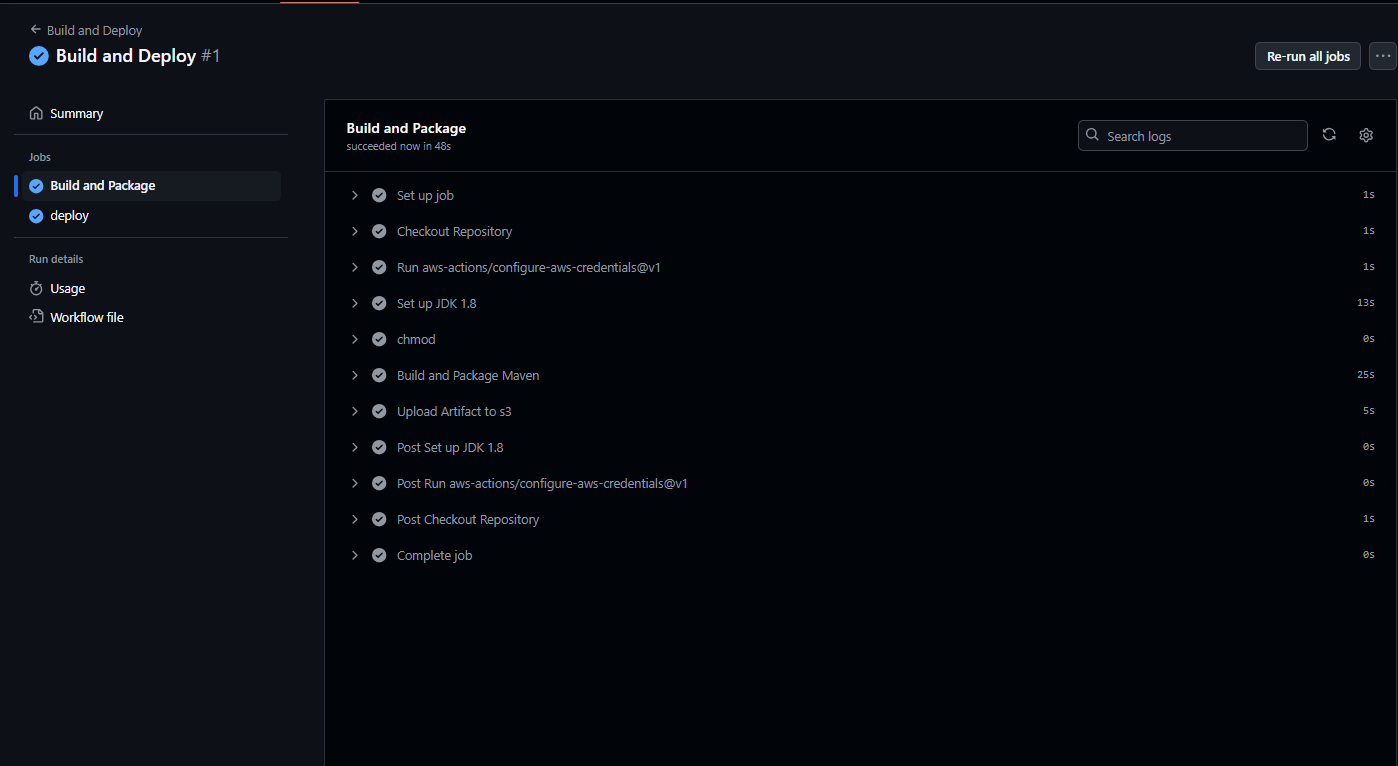 Build and Deploy
Build and Deploy #1
Re-run all jobs
Summary
Jobs
Build and Package
deploy
Run details
Usage
Workflow file
Build and Package
succeeded now in 48s
Search logs
Set up job 1s
Checkout Repository 1s
Run aws-actions/configure-aws-credentials@v1 1s
Set up JDK 1.8 13s
chmod 0s
Build and Package Maven 25s
Upload Artifact to s3 5s
Post Set up JDK 1.8 0s
Post Run aws-actions/configure-aws-credentials@v1 0s
Post Checkout Repository 1s
Complete job 0s